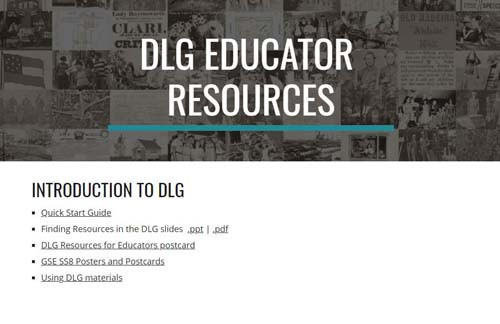 DLG EDUCATOR
RESOURCES
INTRODUCTION TO DLG
Quick Start Guide
Finding Resources in the DLG slides .ppt | .pdf
DLG Resources for Educators postcard
GSE SS8 Posters and Postcards
Using DLG materials